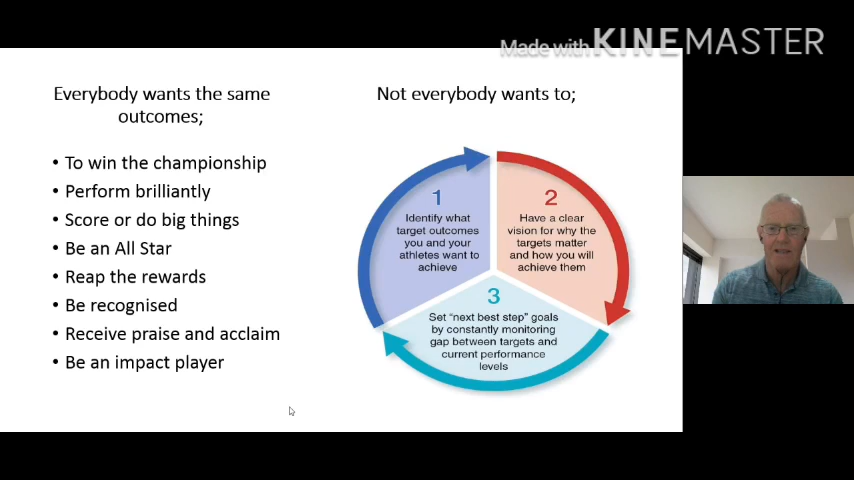 Made with KINEMASTER
Everybody wants the same
outcomes;
• To win the championship
• Perform brilliantly
• Score or do big things
• Be an All Star
• Reap the rewards
• Be recognised
• Receive praise and acclaim
• Be an impact player
Not everybody wants to;
1
Identify what
target outcomes
you and your
athletes want to
achieve
2
Have a clear
vision for why the
targets matter
and how you will
achieve them
3
Set "next best step" goals
by constantly monitoring
gap between targets and
current performance
levels